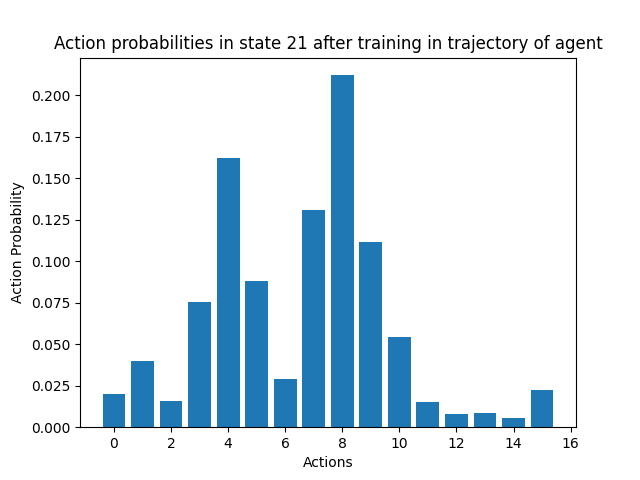 Action probabilities in state 21 after training in trajectory of agent
0.200
0.175
0.150
0.125
0.100
0.075
0.050
0.025
0.000
Action Probability
0 2 4 6 8 10 12 14 16
Actions